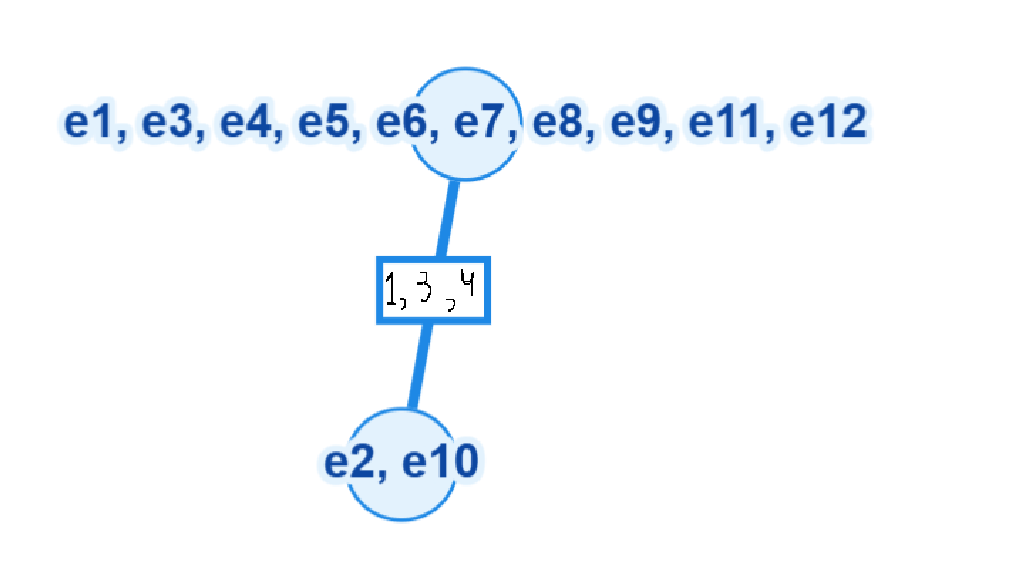 e1, e3, e4, e5, e6, e7, e8, e9, e11, e12
1, 3, 4
e2, e10